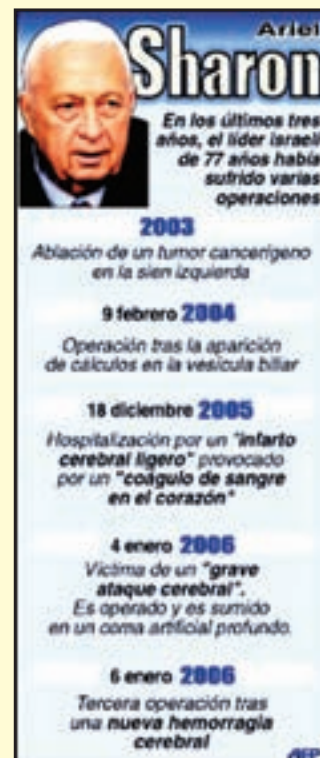 Ariel
Sharon
En los últimos tres
años, el líder israelí
de 77 años había
sufrido varias
operaciones
2003
Ablación de un tumor cancerígeno
en la sien izquierda
9 febrero 2004
Operación tras la aparición
de cálculos en la vesícula biliar
18 diciembre 2005
Hospitalización por un "infarto
cerebral ligero" provocado
por un "coágulo de sangre
en el corazón"
4 enero 2006
Víctima de un "grave
ataque cerebral".
Es operado y es sumido
en un coma artificial profundo.
6 enero 2006
Tercera operación tras
una nueva hemorragia
cerebral
AFP